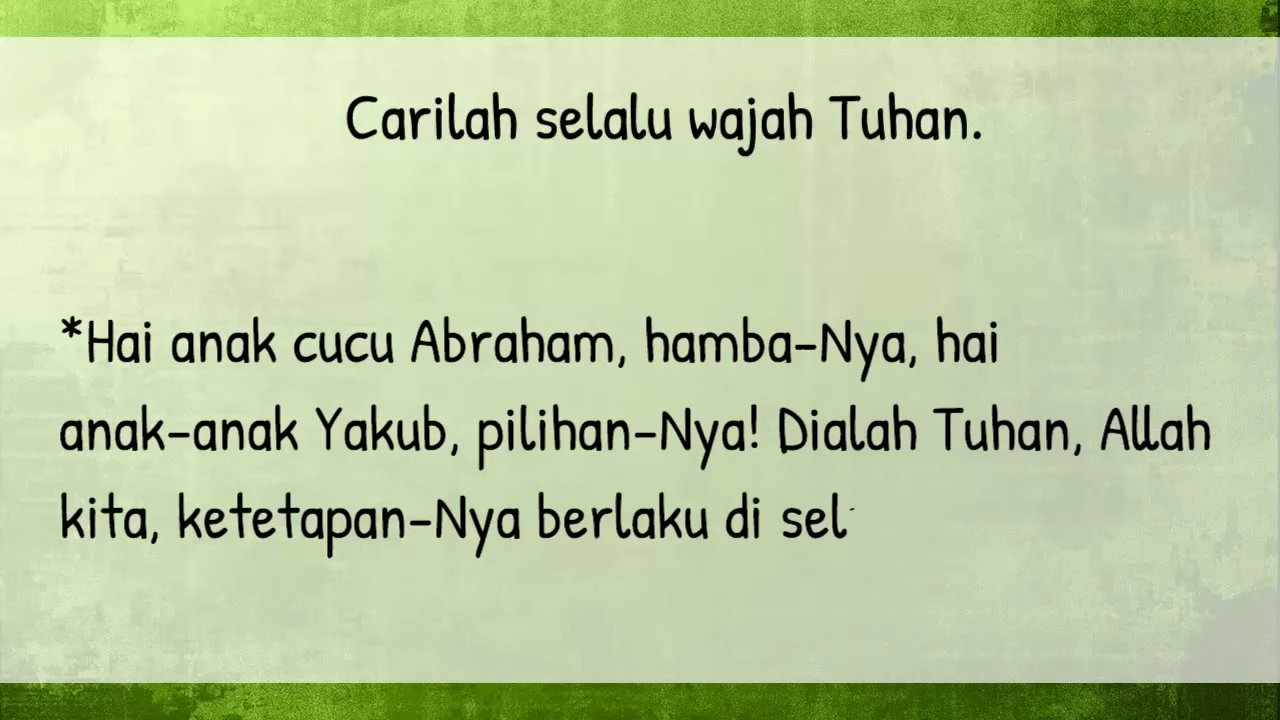 Carilah selalu wajah Tuhan.
*Hai anak cucu Abraham, hamba-Nya, hai
anak-anak Yakub, pilihan-Nya! Dialah Tuhan, Allah
kita, ketetapan-Nya berlaku di sel